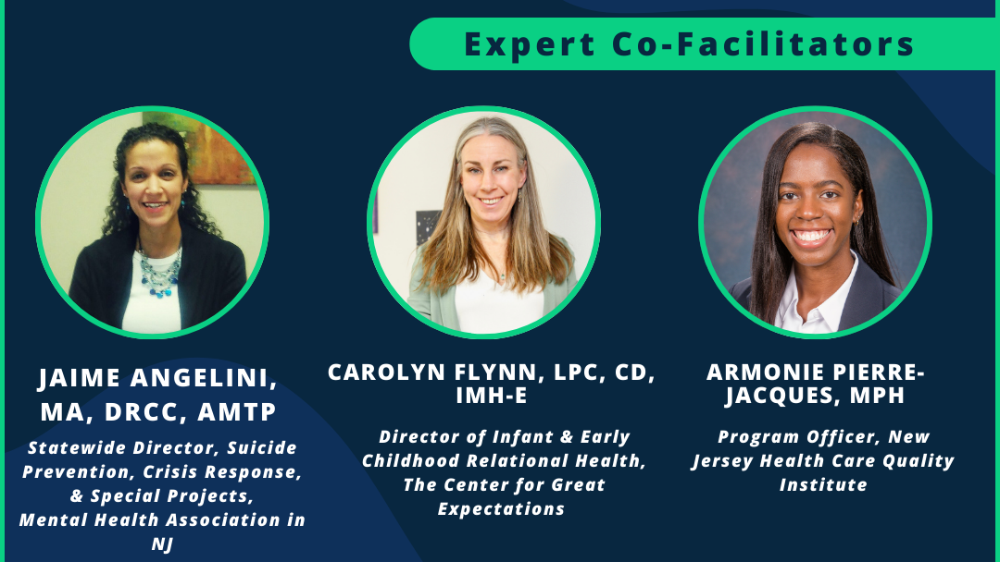 Expert Co-Facilitators
JAIME ANGELINI,
MA, DRCC, AMTP
Statewide Director, Suicide
Prevention, Crisis Response,
& Special Projects,
Mental Health Association in
NJ
CAROLYN FLYNN, LPC, CD,
IMH-E
Director of Infant & Early
Childhood Relational Health,
The Center for Great
Expectations
ARMONIE PIERRE-
JACQUES, MPH
Program Officer, New
Jersey Health Care Quality
Institute